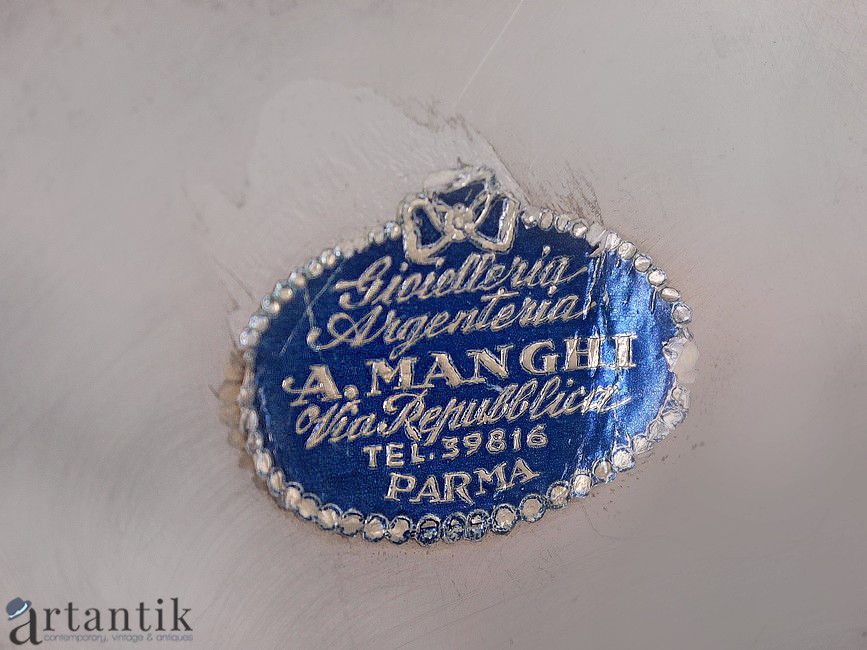 Gioielleria
Argenteria
A. MANGHI
Via Repubblica
TEL. 39816
PARMA
artantik
contemporary, vintage & antiques